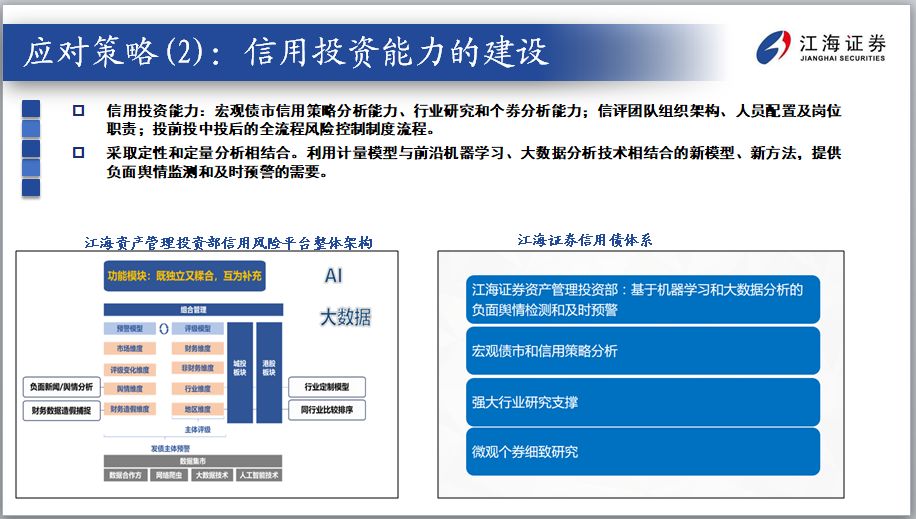 应对策略(2)：信用投资能力的建设
江海证券
JIANGHAI SECURITIES
信用投资能力：宏观债市信用策略分析能力、行业研究和个券分析能力；信评团队组织架构、人员配置及岗位
职责；投前投中投后的全流程风险控制制度流程。
采取定性和定量分析相结合。利用计量模型与前沿机器学习、大数据分析技术相结合的新模型、新方法，提供
负面舆情监测和及时预警的需要。
江海资产管理投资部信用风险平台整体架构
功能模块：既独立又糅合，互为补充
AI
大数据
组合管理
预警模型
评级模型
市场维度
财务维度
评级变化维度
非财务维度
舆情维度
行业维度
财务造假维度
地区维度
城投
板块
港股
板块
负面新闻/舆情分析
财务数据造假捕捉
行业定制模型
同行业比较排序
主体评级
发债主体预警
数据集市
数据合作方
网络爬虫
大数据技术
人工智能技术
江海证券信用债体系
江海证券资产管理投资部：基于机器学习和大数据分析的
负面舆情检测和及时预警
宏观债市和信用策略分析
强大行业研究支撑
微观个券细致研究